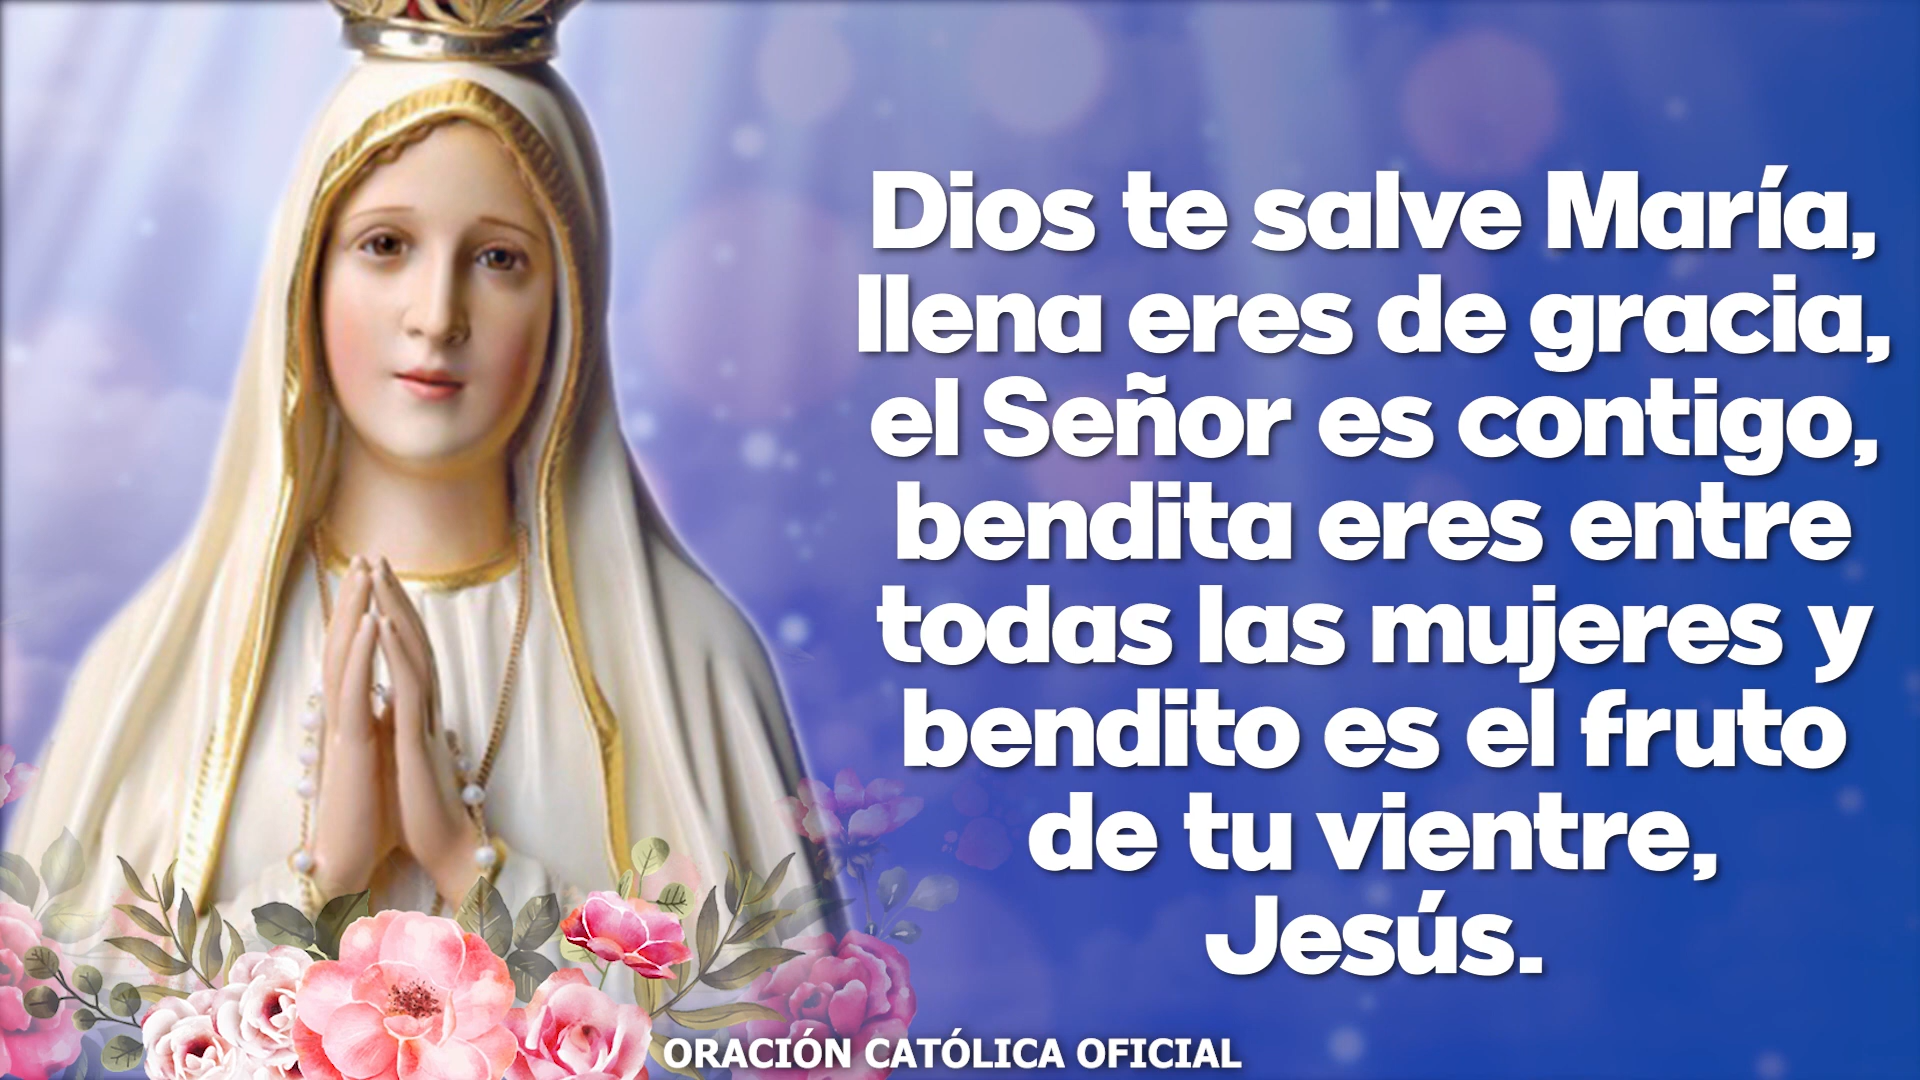 Dios te salve María,
llena eres de gracia,
el Señor es contigo,
bendita eres entre
todas las mujeres y
bendito es el fruto
de tu vientre,
Jesús.
ORACIÓN CATÓLICA OFICIAL